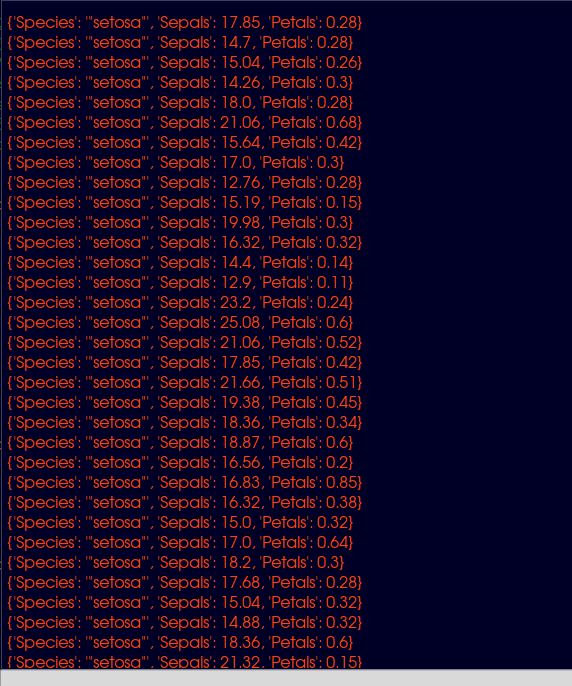 {'Species': '"setosa"', 'Sepals': 17.85, 'Petals': 0.28}
{'Species': '"setosa"', 'Sepals': 14.7, 'Petals': 0.28}
{'Species': '"setosa"', 'Sepals': 15.04, 'Petals': 0.26}
{'Species': '"setosa"', 'Sepals': 14.26, 'Petals': 0.3}
{'Species': '"setosa"', 'Sepals': 18.0, 'Petals': 0.28}
{'Species': '"setosa"', 'Sepals': 21.06, 'Petals': 0.68}
{'Species': '"setosa"', 'Sepals': 15.64, 'Petals': 0.42}
{'Species': '"setosa"', 'Sepals': 17.0, 'Petals': 0.3}
{'Species': '"setosa"', 'Sepals': 12.76, 'Petals': 0.28}
{'Species': '"setosa"', 'Sepals': 15.19, 'Petals': 0.15}
{'Species': '"setosa"', 'Sepals': 19.98, 'Petals': 0.3}
{'Species': '"setosa"', 'Sepals': 16.32, 'Petals': 0.32}
{'Species': '"setosa"', 'Sepals': 14.4, 'Petals': 0.14}
{'Species': '"setosa"', 'Sepals': 12.9, 'Petals': 0.11}
{'Species': '"setosa"', 'Sepals': 23.2, 'Petals': 0.24}
{'Species': '"setosa"', 'Sepals': 25.08, 'Petals': 0.6}
{'Species': '"setosa"', 'Sepals': 21.06, 'Petals': 0.52}
{'Species': '"setosa"', 'Sepals': 17.85, 'Petals': 0.42}
{'Species': '"setosa"', 'Sepals': 21.66, 'Petals': 0.51}
{'Species': '"setosa"', 'Sepals': 19.38, 'Petals': 0.45}
{'Species': '"setosa"', 'Sepals': 18.36, 'Petals': 0.34}
{'Species': '"setosa"', 'Sepals': 18.87, 'Petals': 0.6}
{'Species': '"setosa"', 'Sepals': 16.56, 'Petals': 0.2}
{'Species': '"setosa"', 'Sepals': 16.83, 'Petals': 0.85}
{'Species': '"setosa"', 'Sepals': 16.32, 'Petals': 0.38}
{'Species': '"setosa"', 'Sepals': 15.0, 'Petals': 0.32}
{'Species': '"setosa"', 'Sepals': 17.0, 'Petals': 0.64}
{'Species': '"setosa"', 'Sepals': 18.2, 'Petals': 0.3}
{'Species': '"setosa"', 'Sepals': 17.68, 'Petals': 0.28}
{'Species': '"setosa"', 'Sepals': 15.04, 'Petals': 0.32}
{'Species': '"setosa"', 'Sepals': 14.88, 'Petals': 0.32}
{'Species': '"setosa"', 'Sepals': 18.36, 'Petals': 0.6}
{'Species': '"setosa"', 'Sepals': 21.32, 'Petals': 0.15}